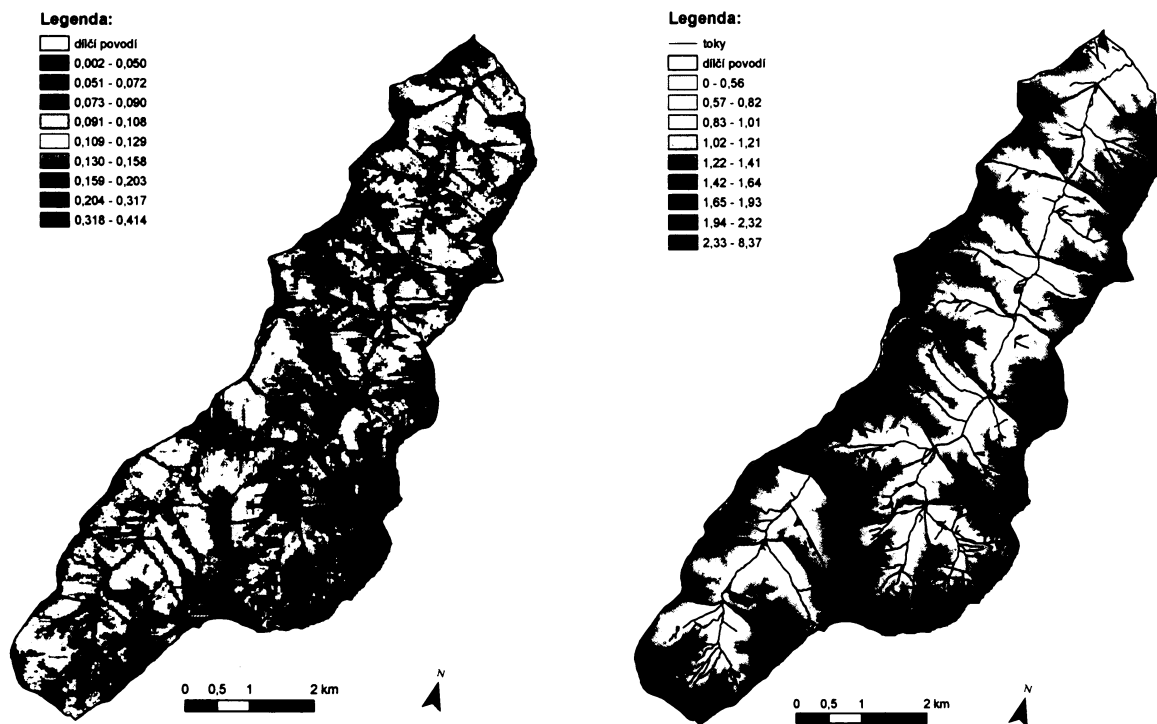 Legenda:
dílčí povodí
0,002 - 0,050
0,051 - 0,072
0,073 - 0,090
0,091 - 0,108
0,109 - 0,129
0,130 - 0,158
0,159 - 0,203
0,204 - 0,317
0,318 - 0,414
0 0,5 1 2 km
N
Legenda:
toky
dílčí povodí
0 - 0,56
0,57 - 0,82
0,83 - 1,01
1,02 - 1,21
1,22 - 1,41
1,42 - 1,64
1,65 - 1,93
1,94 - 2,32
2,33 - 8,37
0 0,5 1 2 km
N